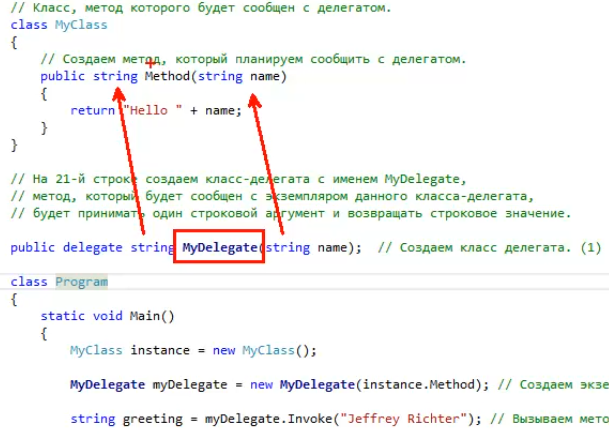 // Класс, метод которого будет сообщен с делегатом.
class MyClass
{
// Создаем метод, который планируем сообщить с делегатом.
public string Method(string name)
{
return "Hello " + name;
}
}
// На 21-й строке создаем класс-делегата с именем MyDelegate,
// метод, который будет сообщен с экземпляром данного класса-делегата,
// будет принимать один строковой аргумент и возвращать строковое значение.
public delegate string MyDelegate(string name); // Создаем класс делегата. (1)
class Program
{
static void Main()
{
MyClass instance = new MyClass();
MyDelegate myDelegate = new MyDelegate(instance.Method); // Создаем экзе
string greeting = myDelegate.Invoke("Jeffrey Richter"); // Вызываем мето